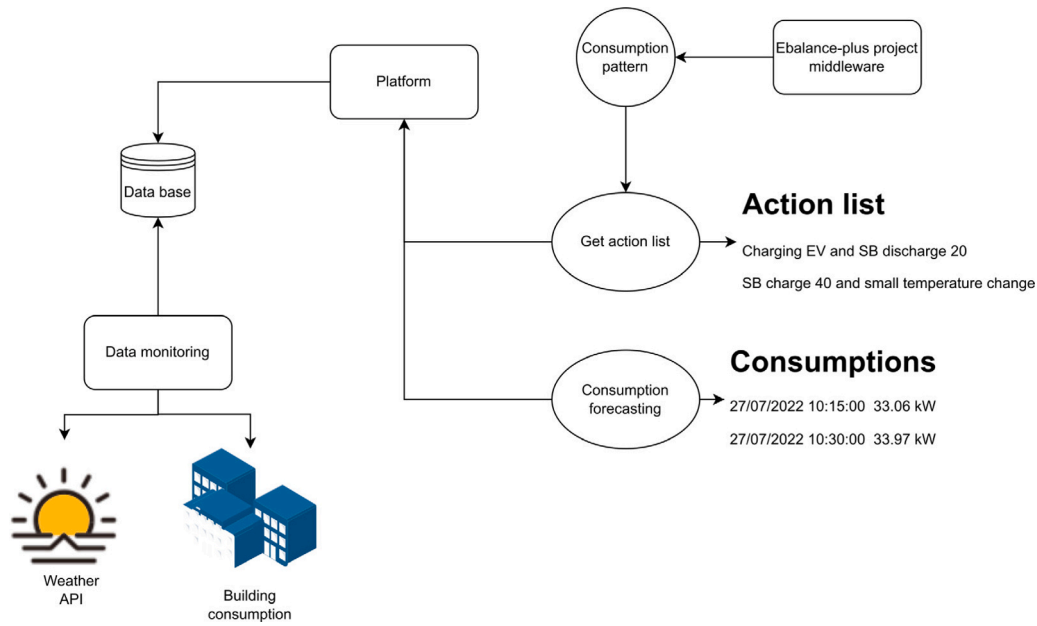 Platform
Consumption
pattern
Ebalance-plus project
middleware
Data base
Get action list
Action list
Charging EV and SB discharge 20
SB charge 40 and small temperature change
Data monitoring
Consumption
forecasting
Consumptions
27/07/2022 10:15:00 33.06 kW
27/07/2022 10:30:00 33.97 kW
Weather
API
Building
consumption